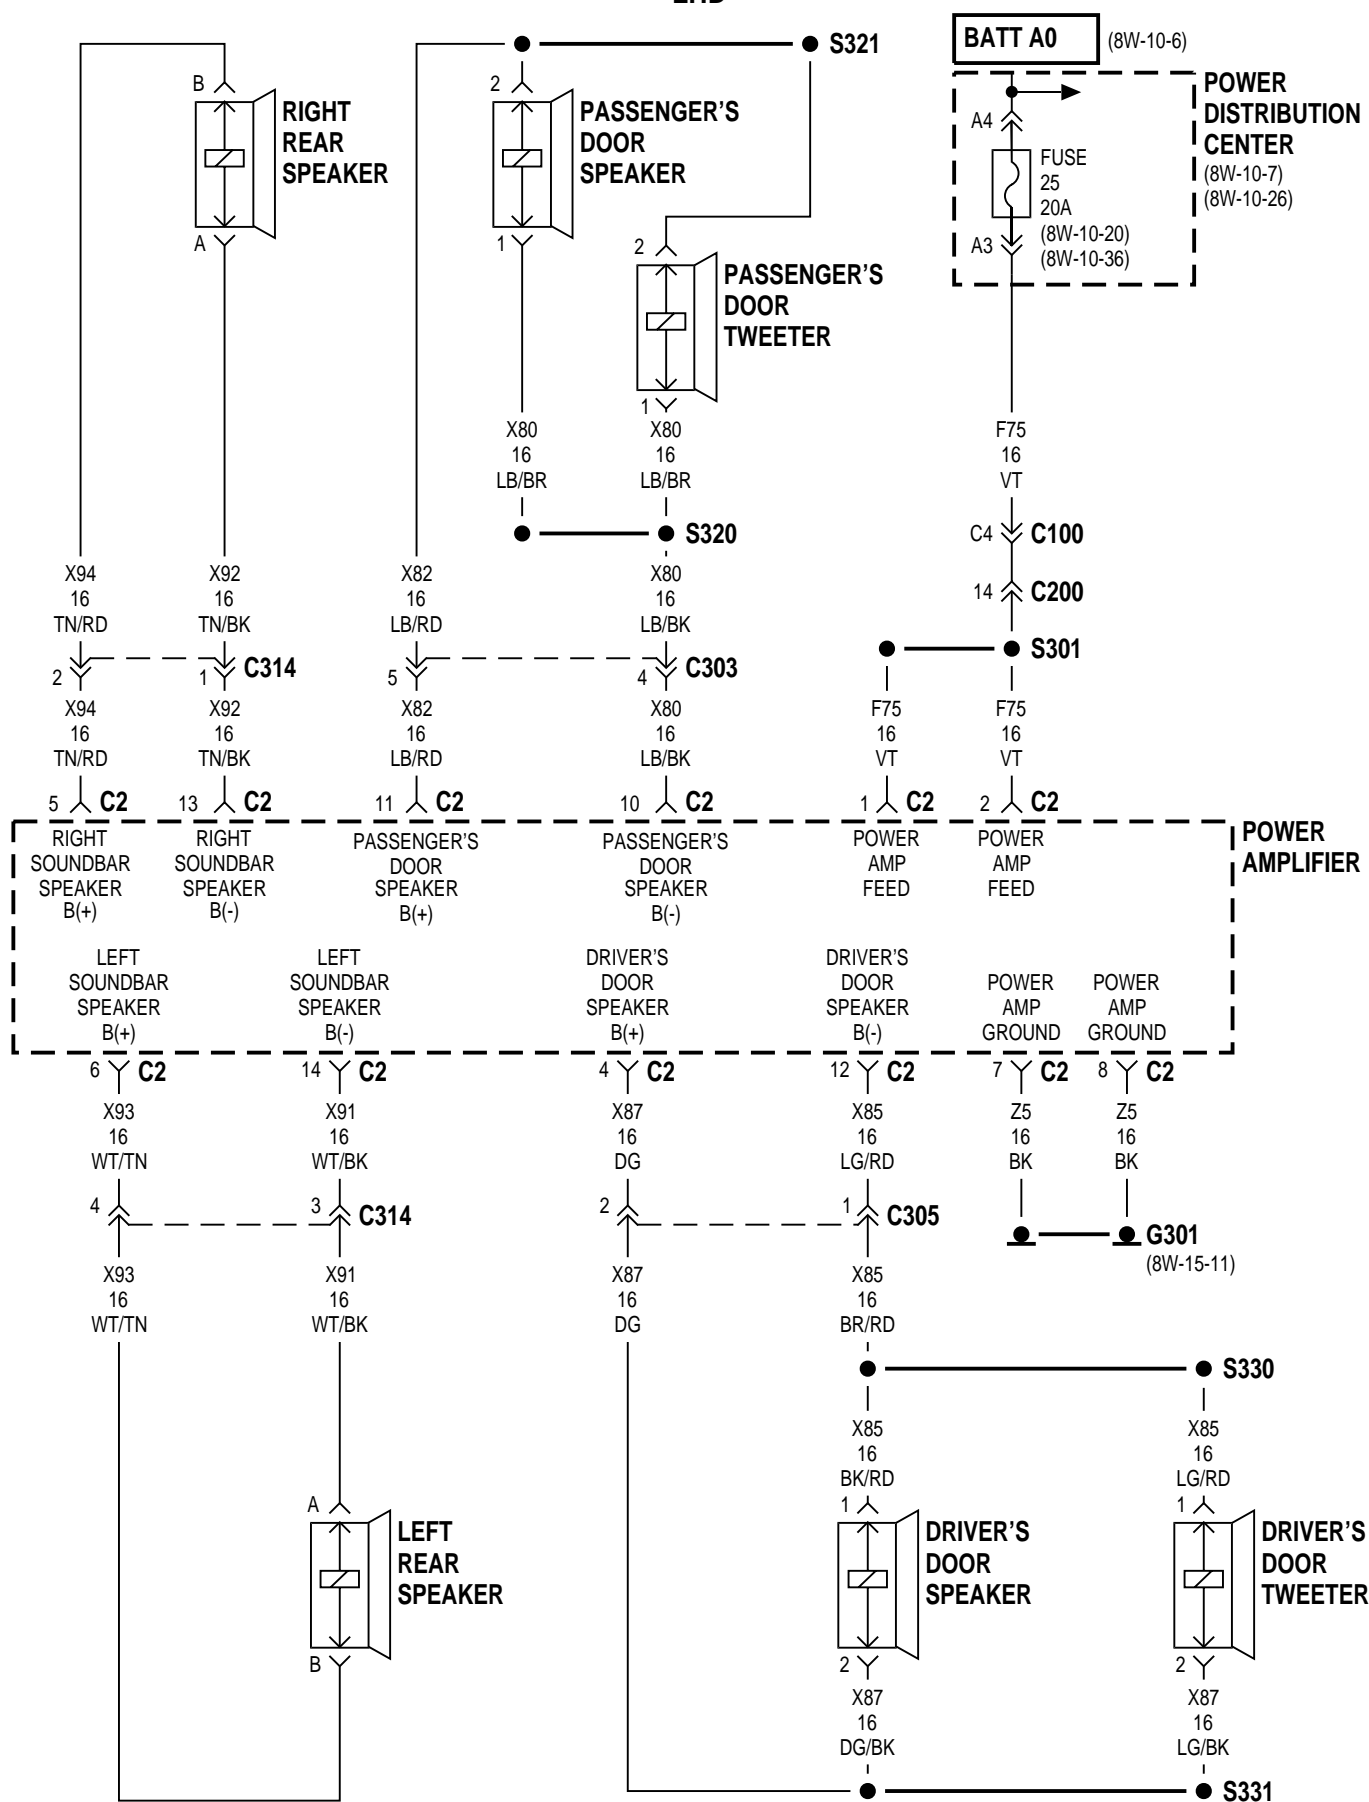 BATT A0 (8W-10-6)
S321
B
RIGHT
REAR
SPEAKER
A
2
PASSENGER’S
DOOR
SPEAKER
1
2
PASSENGER’S
DOOR
TWEETER
1
POWER
DISTRIBUTION
CENTER
(8W-10-7)
(8W-10-26)
A4
FUSE
25
20A
(8W-10-20)
(8W-10-36)
A3
X80
16
LB/BR
X80
16
LB/BR
F75
16
VT
S320
C4 C100
14 C200
X94
16
TN/RD
X92
16
TN/BK
X82
16
LB/RD
X80
16
LB/BK
S301
2
1 C314
5
4 C303
X94
16
TN/RD
X92
16
TN/BK
X82
16
LB/RD
X80
16
LB/BK
F75
16
VT
F75
16
VT
5 C2
13 C2
11 C2
10 C2
1 C2
2 C2
POWER
AMPLIFIER
RIGHT
SOUNDBAR
SPEAKER
B(+)
RIGHT
SOUNDBAR
SPEAKER
B(-)
PASSENGER’S
DOOR
SPEAKER
B(+)
PASSENGER’S
DOOR
SPEAKER
B(-)
POWER
AMP
FEED
POWER
AMP
FEED
LEFT
SOUNDBAR
SPEAKER
B(+)
LEFT
SOUNDBAR
SPEAKER
B(-)
DRIVER’S
DOOR
SPEAKER
B(+)
DRIVER’S
DOOR
SPEAKER
B(-)
POWER
AMP
GROUND
POWER
AMP
GROUND
6 C2
14 C2
4 C2
12 C2
7 C2
8 C2
X93
16
WT/TN
X91
16
WT/BK
X87
16
DG
X85
16
LG/RD
Z5
16
BK
Z5
16
BK
4
3 C314
2
1 C305
G301
(8W-15-11)
X93
16
WT/TN
X91
16
WT/BK
X87
16
DG
X85
16
BR/RD
S330
X85
16
BK/RD
X85
16
LG/RD
A
LEFT
REAR
SPEAKER
B
1
DRIVER’S
DOOR
SPEAKER
2
1
DRIVER’S
DOOR
TWEETER
2
X87
16
DG/BK
X87
16
LG/BK
S331